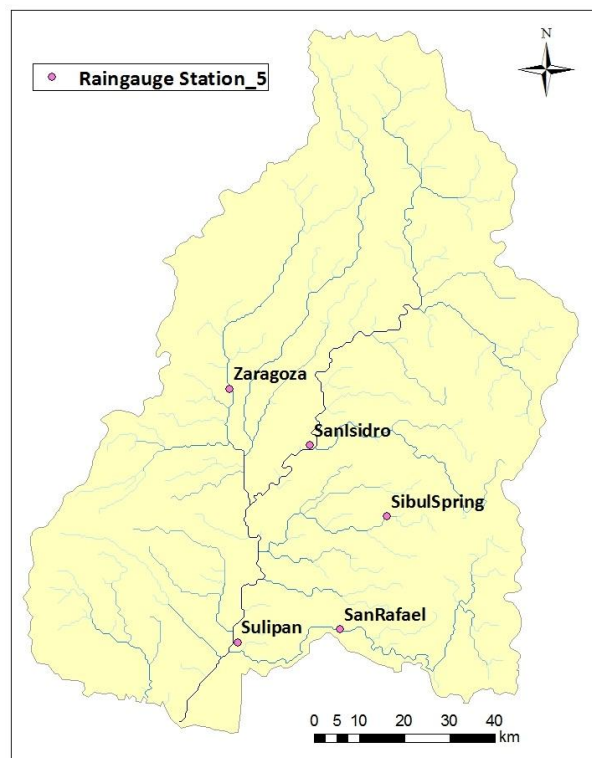 N
Raingauge Station_5
Zaragoza
SanIsidro
SibulSpring
SanRafael
Sulipan
0 5 10 20 30 40
km